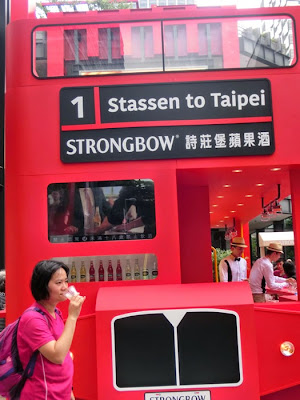 1 Stassen to Taipei
STRONGBOW® 詩莊堡蘋果酒
STRONGBOW